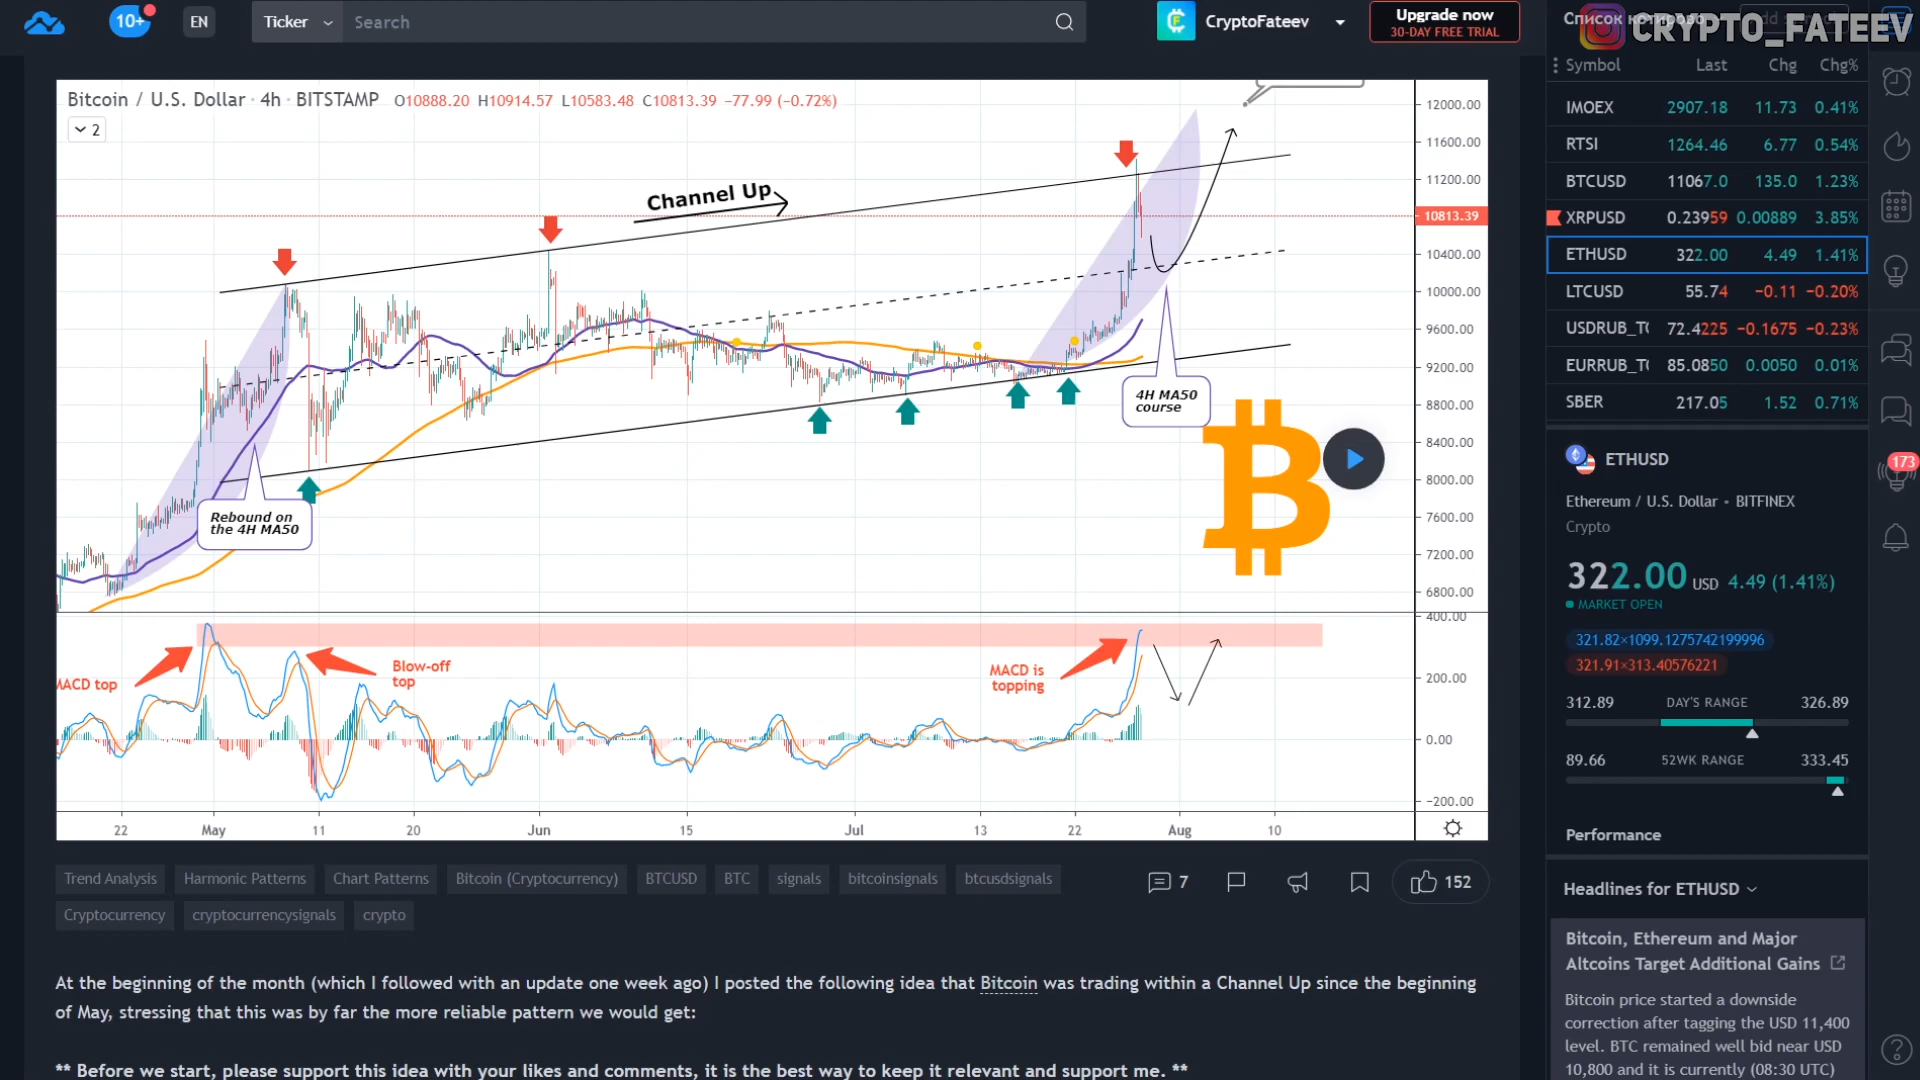 10+
EN
Ticker
Search
CryptoFateev
Upgrade now
30-DAY FREE TRIAL
CRYPTO_FATEEV
Bitcoin / U.S. Dollar · 4h · BITSTAMP O10888.20 H10914.57 L10583.48 C10813.39 −77.99 (−0.72%)
2
Channel Up
Rebound on
the 4H MA50
4H MA50
course
12000.00
11600.00
11200.00
10813.39
10400.00
10000.00
9600.00
9200.00
8800.00
8400.00
8000.00
7600.00
7200.00
6800.00
400.00
200.00
0.00
−200.00
MACD top
Blow-off
top
MACD is
topping
22 May 11 20 Jun 15 Jul 13 22 Aug 10
Trend Analysis Harmonic Patterns Chart Patterns Bitcoin (Cryptocurrency) BTCUSD BTC signals bitcoinsignals btcusdsignals
Cryptocurrency cryptocurrencysignals crypto
7
152
At the beginning of the month (which I followed with an update one week ago) I posted the following idea that Bitcoin was trading within a Channel Up since the beginning
of May, stressing that this was by far the more reliable pattern we would get:
** Before we start, please support this idea with your likes and comments, it is the best way to keep it relevant and support me. **
Symbol Last Chg Chg%
IMOEX 2907.18 11.73 0.41%
RTSI 1264.46 6.77 0.54%
BTCUSD 11067.0 135.0 1.23%
XRPUSD 0.23959 0.00889 3.85%
ETHUSD 322.00 4.49 1.41%
LTCUSD 55.74 −0.11 −0.20%
USDRUB_TO 72.4225 −0.1675 −0.23%
EURRUB_TO 85.0850 0.0050 0.01%
SBER 217.05 1.52 0.71%
173
ETHUSD
Ethereum / U.S. Dollar • BITFINEX
Crypto
322.00 USD 4.49 (1.41%)
MARKET OPEN
321.82×1099.1275742199996
321.91×313.40576221
312.89 DAY'S RANGE 326.89
89.66 52WK RANGE 333.45
Performance
Headlines for ETHUSD
Bitcoin, Ethereum and Major
Altcoins Target Additional Gains
Bitcoin price started a downside
correction after tagging the USD 11,400
level. BTC remained well bid near USD
10,800 and it is currently (08:30 UTC)